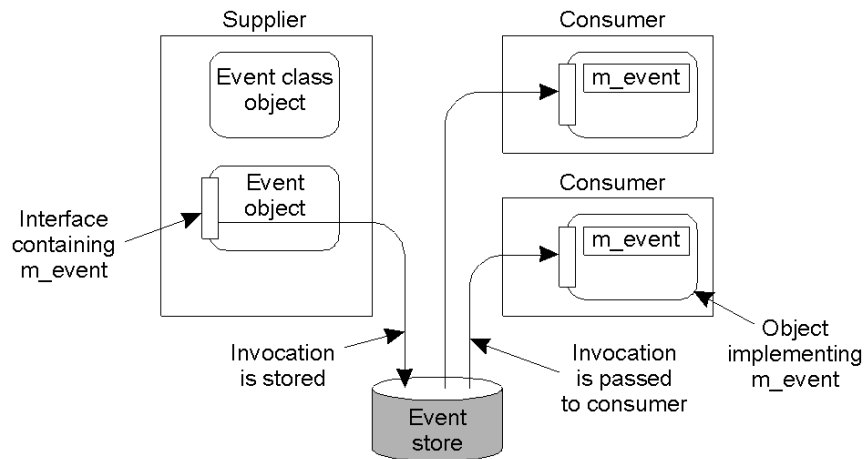 Supplier
Event class
object
Event
object
Interface
containing
m_event
Invocation
is stored
Event
store
Consumer
m_event
Consumer
m_event
Invocation
is passed
to consumer
Object
implementing
m_event